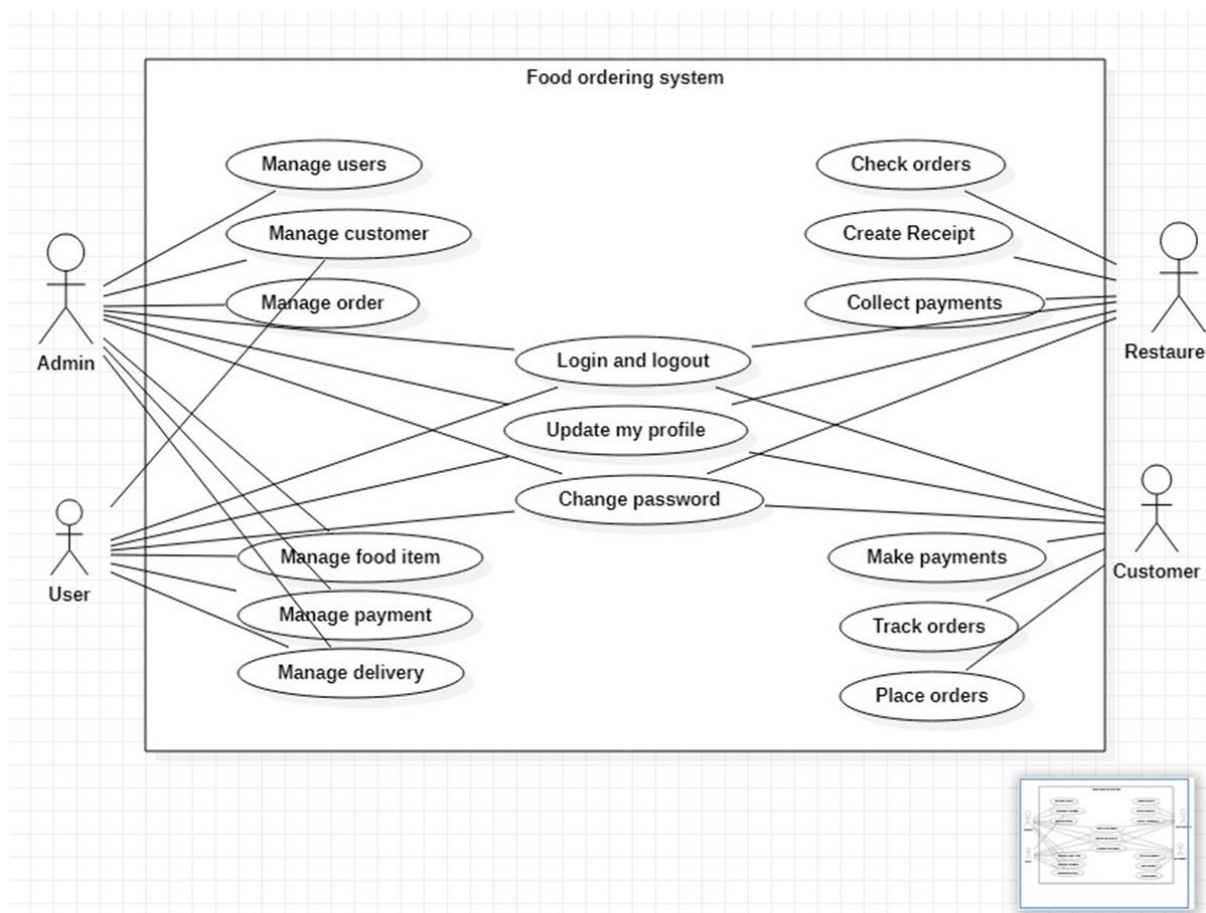 Food ordering system
Manage users
Check orders
Manage customer
Create Receipt
Manage order
Collect payments
Admin
Restaure
Login and logout
Update my profile
Change password
User
Manage food item
Make payments
Customer
Manage payment
Track orders
Manage delivery
Place orders